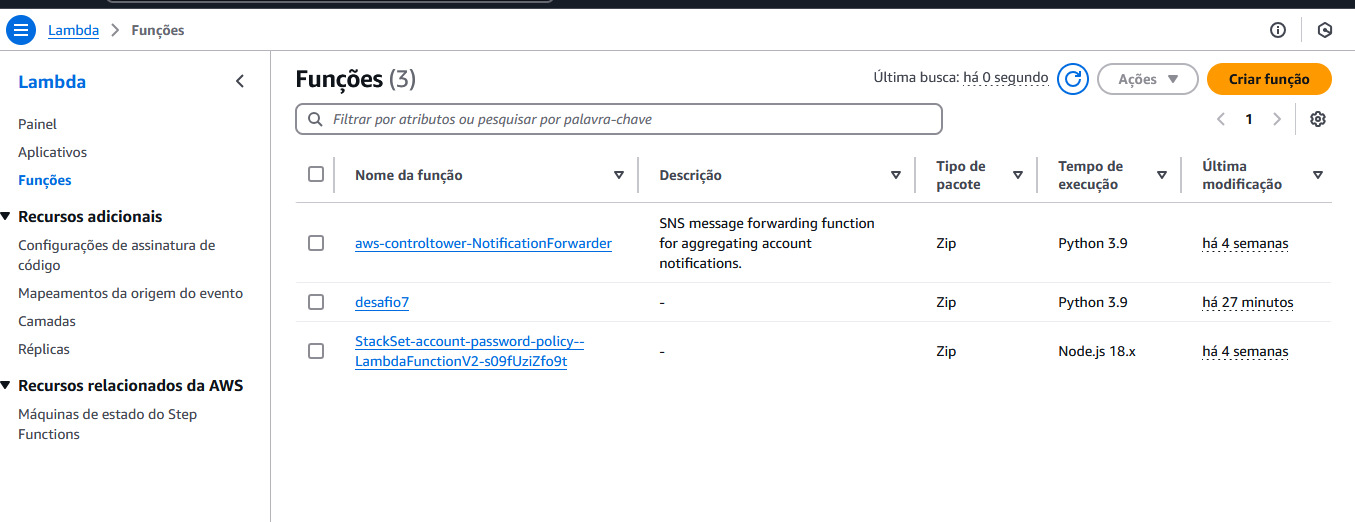 Lambda > Funções
Lambda
Painel
Aplicativos
Funções
Recursos adicionais
Configurações de assinatura de
código
Mapeamentos da origem do evento
Camadas
Réplicas
Recursos relacionados da AWS
Máquinas de estado do Step
Functions
Funções (3)
Última busca: há 0 segundo
Ações
Criar função
Filtrar por atributos ou pesquisar por palavra-chave
1
Nome da função
Descrição
Tipo de
pacote
Tempo de
execução
Última
modificação
aws-controltower-NotificationForwarder
SNS message forwarding function
for aggregating account
notifications.
Zip
Python 3.9
há 4 semanas
desafio7
-
Zip
Python 3.9
há 27 minutos
StackSet-account-password-policy--
LambdaFunctionV2-s09fUziZfo9t
-
Zip
Node.js 18.x
há 4 semanas